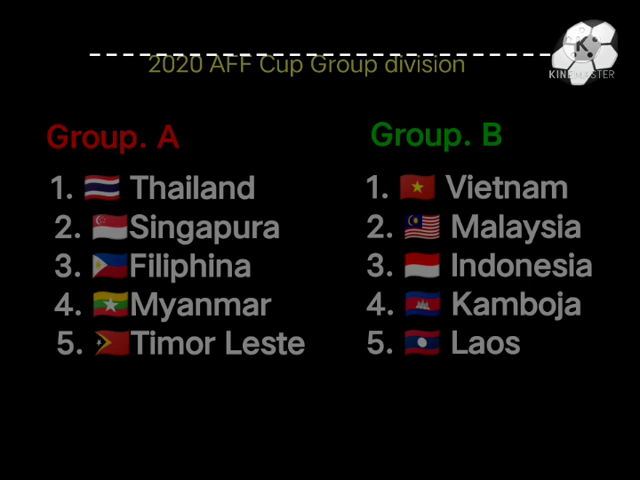 2020 AFF Cup Group division
KINEMASTER
Group. A
1. Thailand
2. Singapura
3. Filiphina
4. Myanmar
5. Timor Leste
Group. B
1. Vietnam
2. Malaysia
3. Indonesia
4. Kamboja
5. Laos